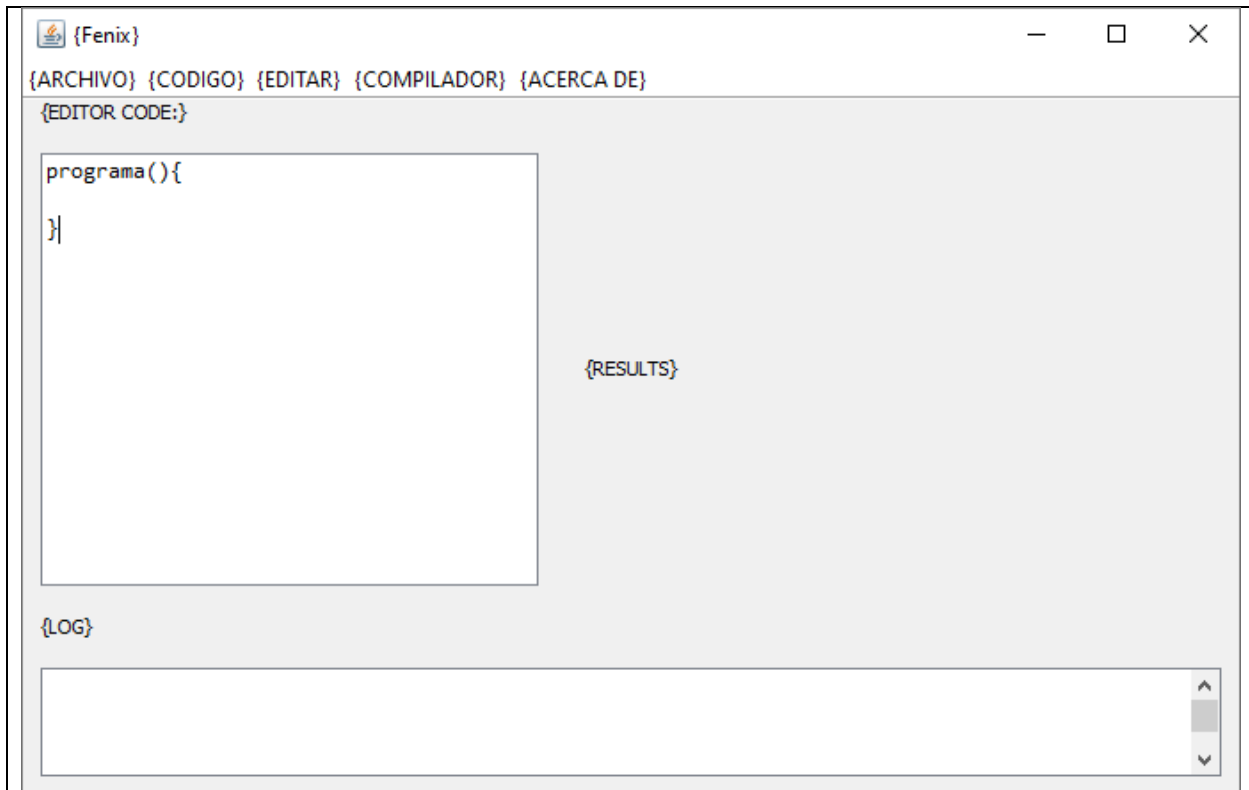 {Fenix}
{ARCHIVO} {CODIGO} {EDITAR} {COMPILADOR} {ACERCA DE}
{EDITOR CODE:}
programa(){
}
{RESULTS}
{LOG}